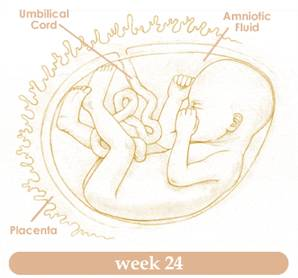 Umbilical
Cord
Amniotic
Fluid
Placenta
week 24